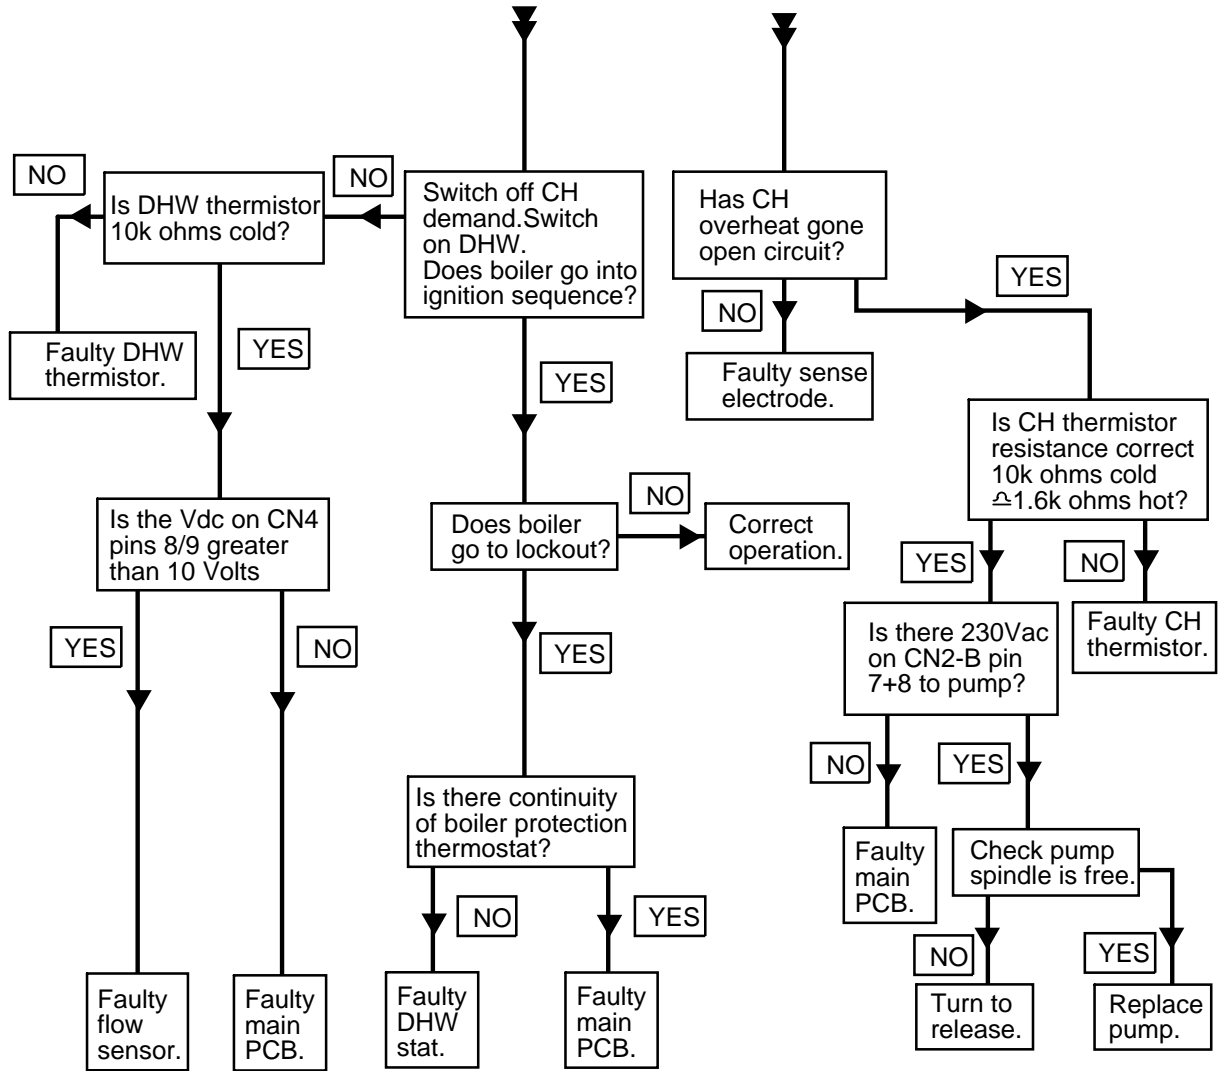 NO
Is DHW thermistor
10k ohms cold?
NO
Switch off CH
demand.Switch
on DHW.
Does boiler go into
ignition sequence?
Has CH
overheat gone
open circuit?
YES
NO
Faulty DHW
thermistor.
YES
YES
Faulty sense
electrode.
Is CH thermistor
resistance correct
10k ohms cold
≏1.6k ohms hot?
Is the Vdc on CN4
pins 8/9 greater
than 10 Volts
Does boiler
go to lockout?
NO
Correct
operation.
YES
NO
YES
NO
YES
Is there 230Vac
on CN2-B pin
7+8 to pump?
Faulty CH
thermistor.
NO
YES
Is there continuity
of boiler protection
thermostat?
Faulty
main
PCB.
Check pump
spindle is free.
NO
YES
NO
YES
Faulty
flow
sensor.
Faulty
main
PCB.
Faulty
DHW
stat.
Faulty
main
PCB.
Turn to
release.
Replace
pump.